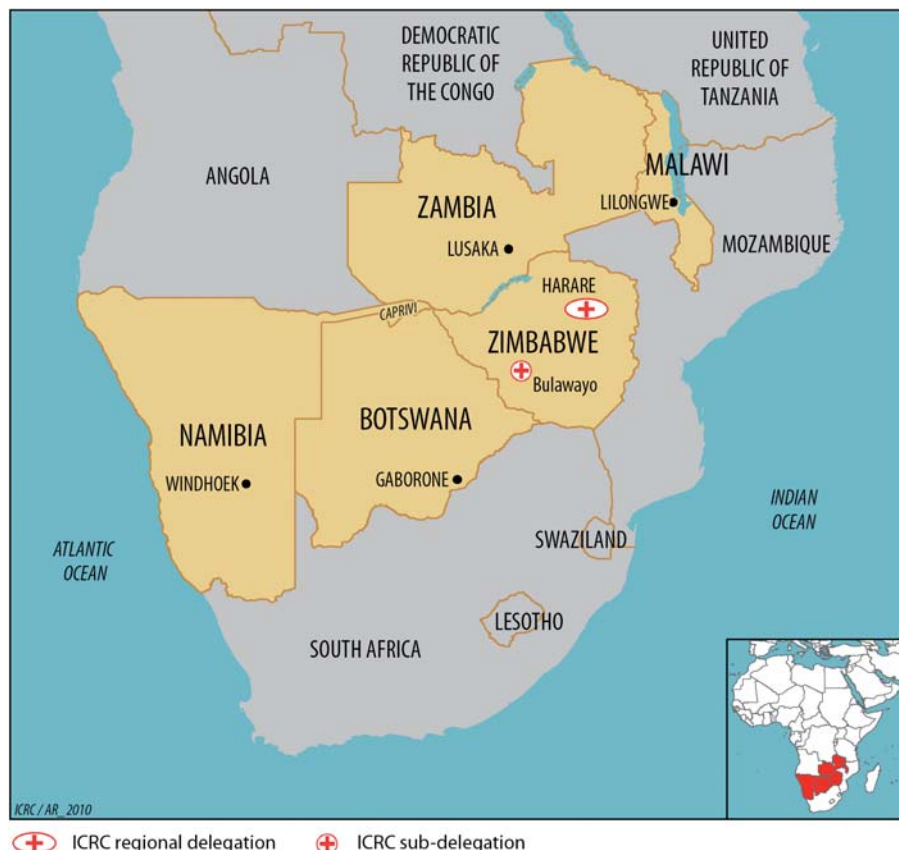 DEMOCRATIC
REPUBLIC OF
THE CONGO
UNITED
REPUBLIC OF
TANZANIA
ANGOLA
MALAWI
ZAMBIA
LILONGWE
LUSAKA
MOZAMBIQUE
HARARE
CAPRIVI
ZIMBABWE
Bulawayo
NAMIBIA
BOTSWANA
WINDHOEK
GABORONE
INDIAN
OCEAN
ATLANTIC
OCEAN
SWAZILAND
LESOTHO
SOUTH AFRICA
ICRC / AR_2010
ICRC regional delegation
ICRC sub-delegation